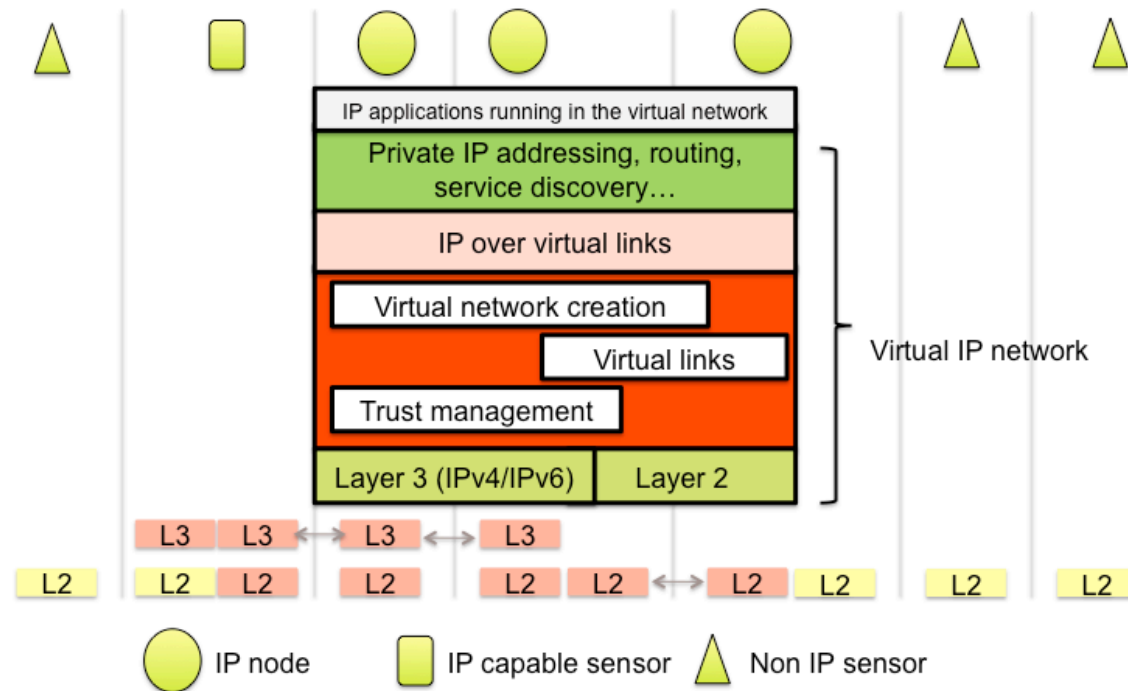 IP applications running in the virtual network
Private IP addressing, routing,
service discovery…
IP over virtual links
Virtual network creation
Virtual links
Trust management
Virtual IP network
Layer 3 (IPv4/IPv6)
Layer 2
L3 L3 L3 L3
L2 L2 L2 L2 L2 L2 L2 L2 L2 L2
IP node
IP capable sensor
Non IP sensor